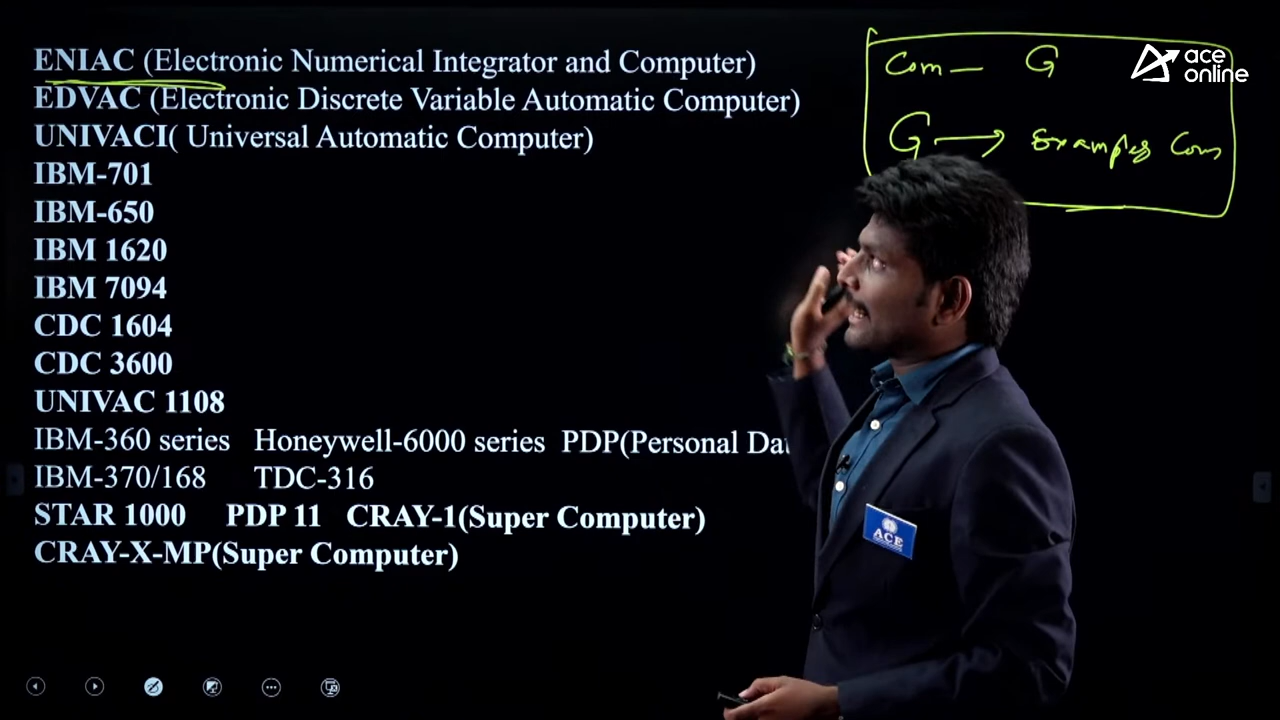 ENIAC (Electronic Numerical Integrator and Computer)
EDVAC (Electronic Discrete Variable Automatic Computer)
UNIVACI( Universal Automatic Computer)
IBM-701
IBM-650
IBM 1620
IBM 7094
CDC 1604
CDC 3600
UNIVAC 1108
IBM-360 series Honeywell-6000 series PDP(Personal Dat
IBM-370/168 TDC-316
STAR 1000 PDP 11 CRAY-1(Super Computer)
CRAY-X-MP(Super Computer)
Com — G
G → Examples Com
ace
online
ACE